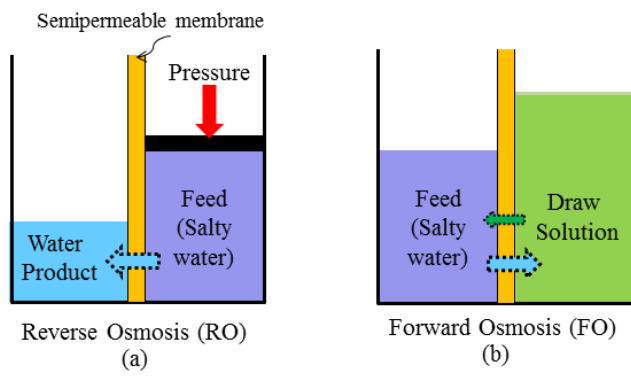 Semipermeable membrane
Pressure
Feed
(Salty
water)
Water
Product
Reverse Osmosis (RO)
(a)
Feed
(Salty
water)
Draw
Solution
Forward Osmosis (FO)
(b)